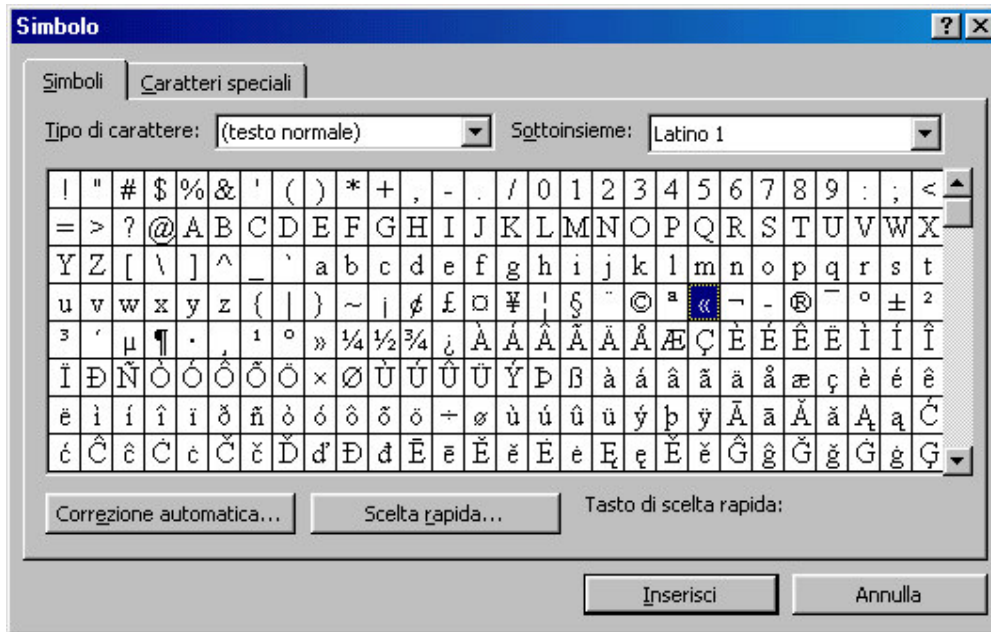 Simbolo
Simboli Caratteri speciali
Tipo di carattere: (testo normale) Sottoinsieme: Latino 1
! " # $ % & ' ( ) * + , - . / 0 1 2 3 4 5 6 7 8 9 : ; <
= > ? @ A B C D E F G H I J K L M N O P Q R S T U V W X
Y Z [ \ ] ^ _ ` a b c d e f g h i j k l m n o p q r s t
u v w x y z { | } ~ ¡ ¢ £ ¤ ¥ ¦ § ¨ © ª « ¬ - ® ¯ ° ± ²
³ ´ µ ¶ · ¸ ¹ º » ¼ ½ ¾ ¿ À Á Â Ã Ä Å Æ Ç È É Ê Ë Ì Í Î
Ï Ð Ñ Ò Ó Ô Õ Ö × Ø Ù Ú Û Ü Ý Þ ß à á â ã ä å æ ç è é ê
ë ì í î ï ð ñ ò ó ô õ ö ÷ ø ù ú û ü ý þ ÿ Ā ā Ă ă Ą ą Ć
ć Ĉ ĉ Ċ ċ Č č Ď ď Đ đ Ē ē Ĕ ĕ Ė ė Ę ę Ě ě Ĝ ĝ Ğ ğ Ġ ġ Ģ
Correzione automatica... Scelta rapida... Tasto di scelta rapida:
Inserisci Annulla